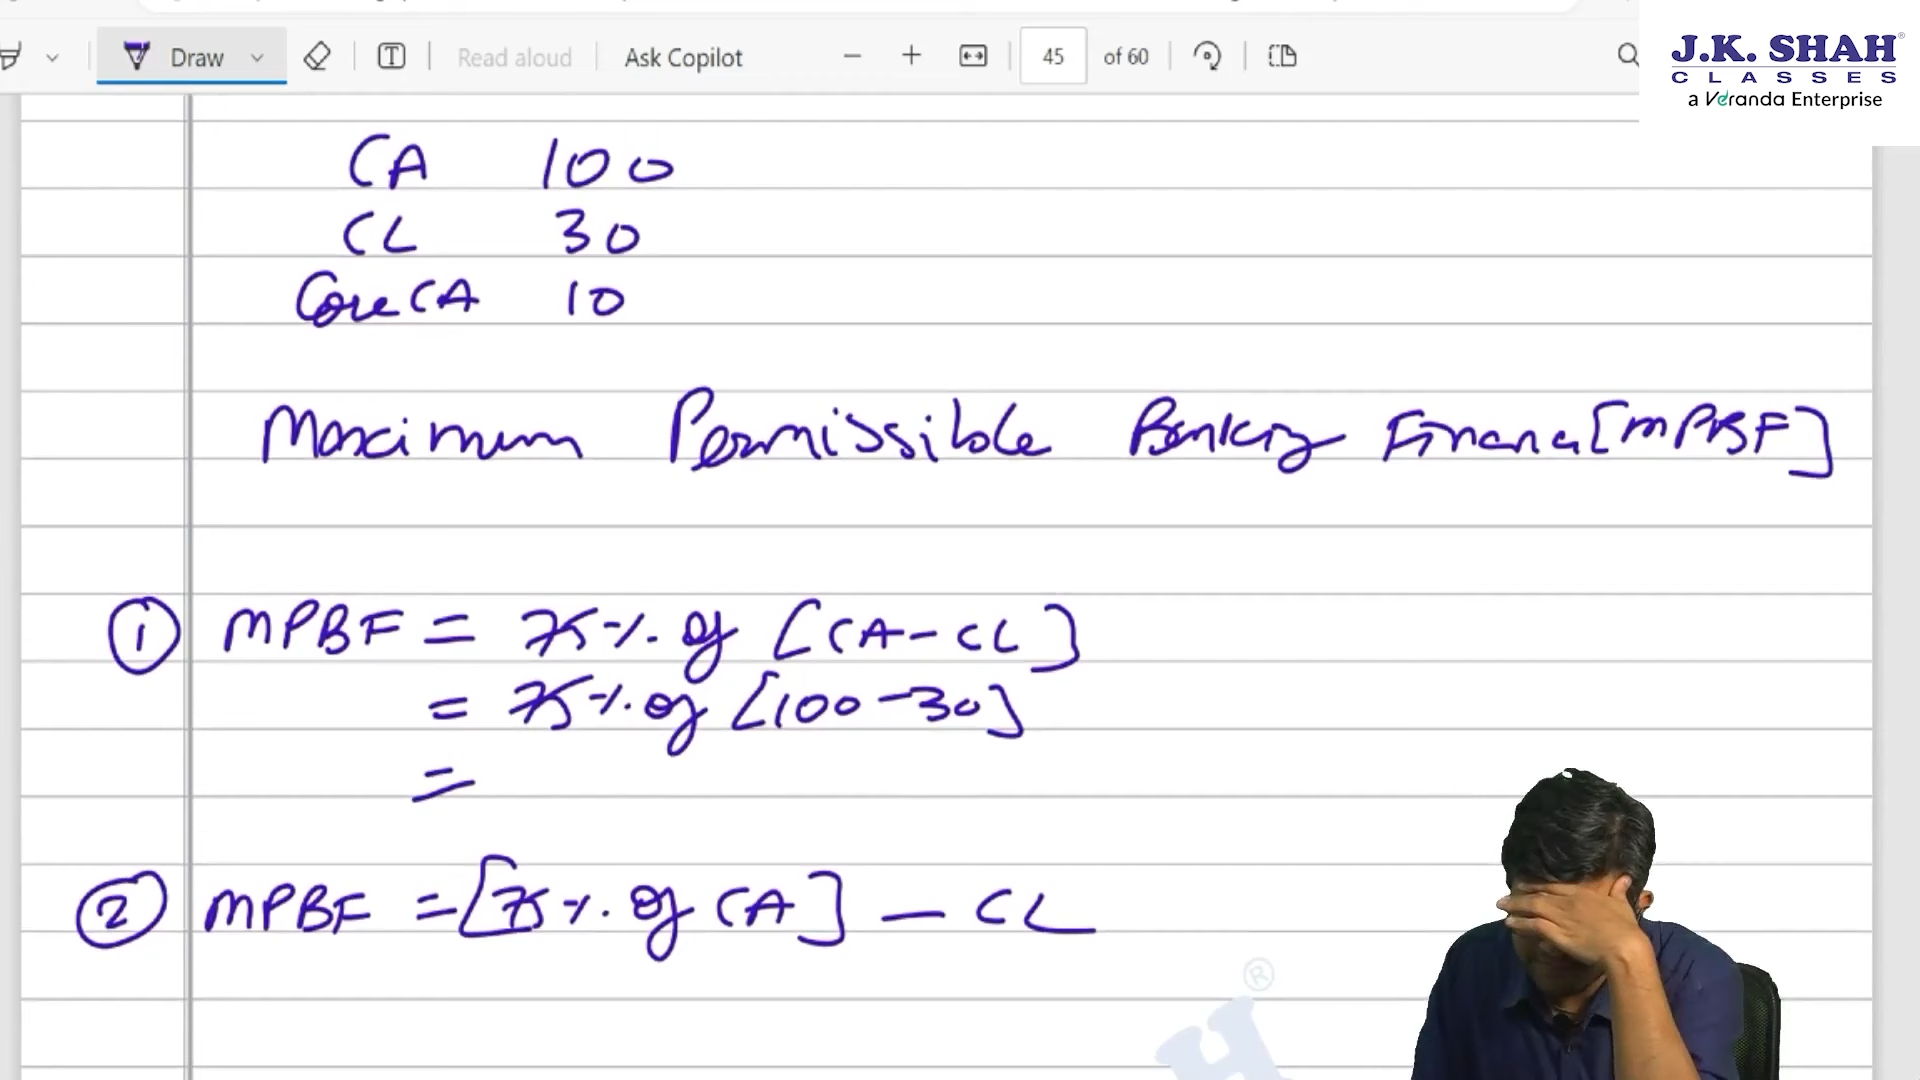 Draw
Read aloud
Ask Copilot
45 of 60
J.K. SHAH®
CLASSES
a Veranda Enterprise
CA 100
CL 30
Core CA 10
Maximum Permissible Banking Finance [MPBF]
① MPBF = 75% of [CA - CL]
= 75% of [100 - 30]
=
② MPBF = [75% of CA] - CL
H®